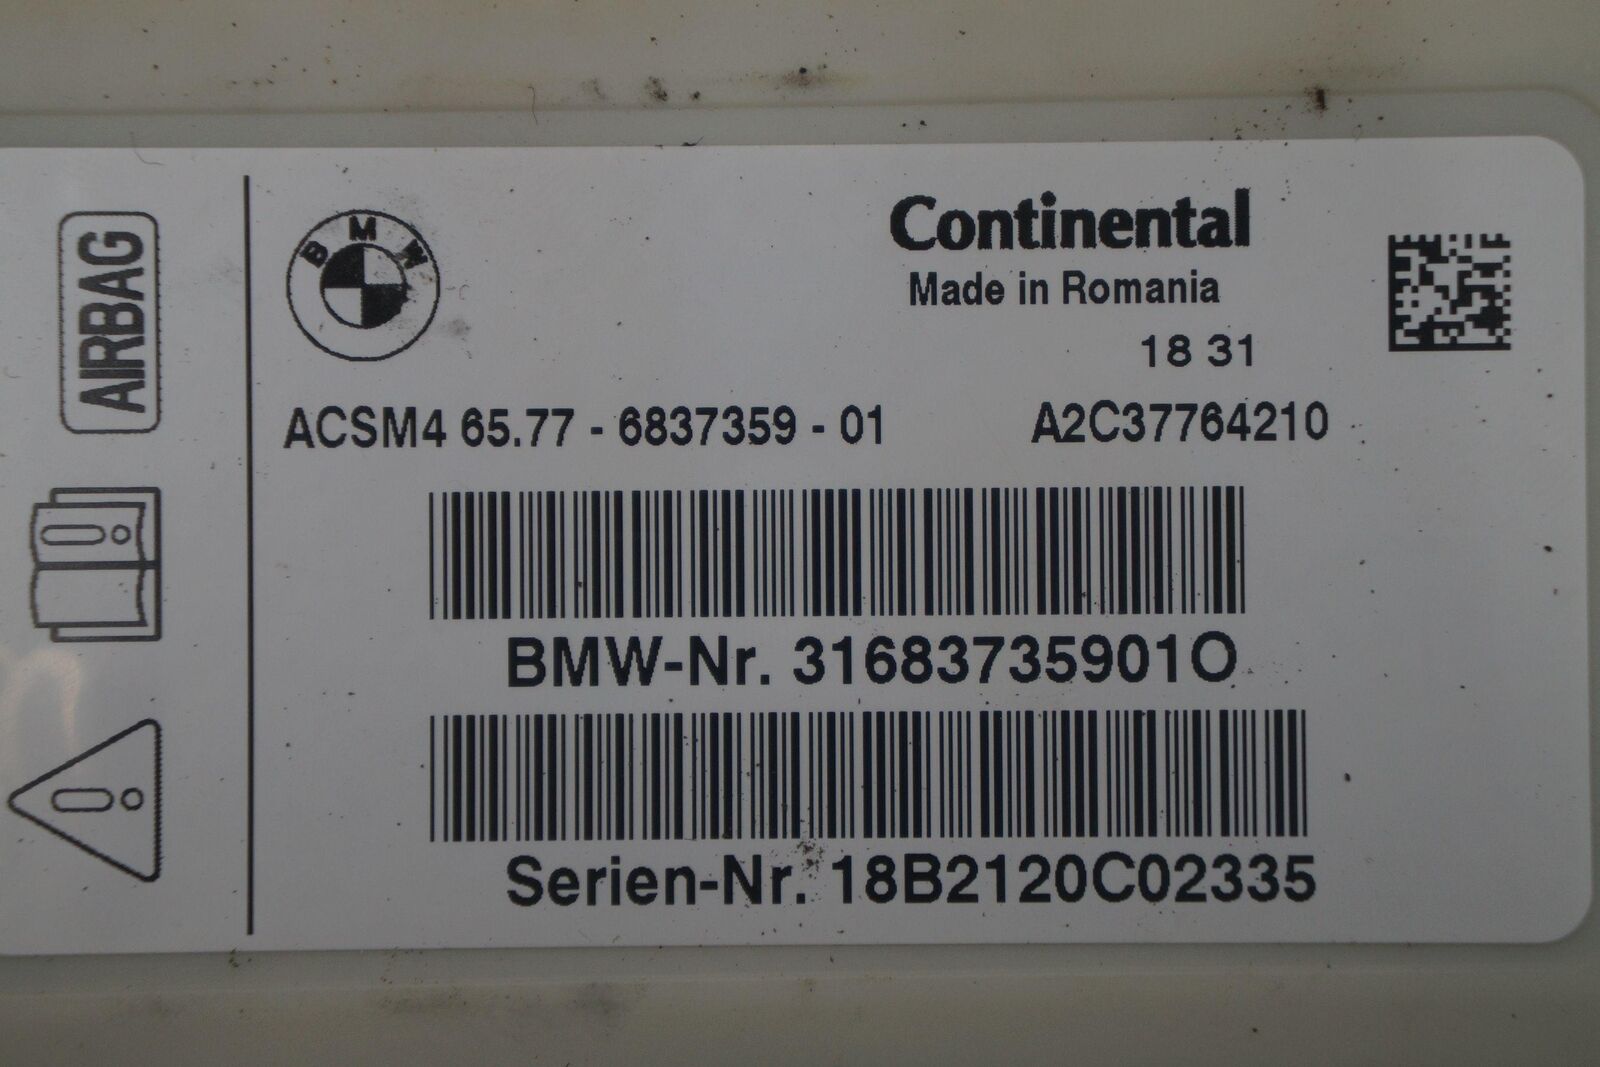 AIRBAG
BMW
Continental
Made in Romania
18 31
ACSM4 65.77 - 6837359 - 01 A2C37764210
BMW-Nr. 31683735901O
Serien-Nr. 18B2120C02335